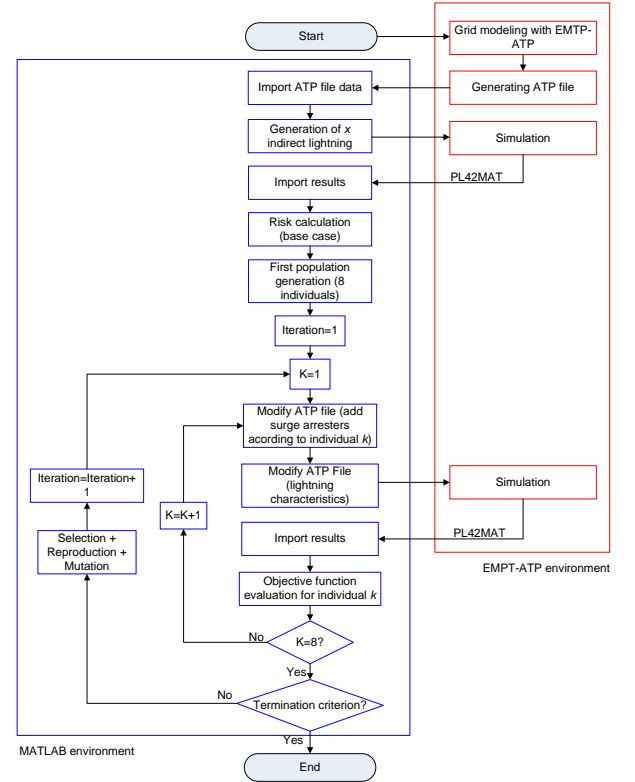 Start
Grid modeling with EMTP-
ATP
Import ATP file data
Generating ATP file
Generation of x
indirect lightning
Simulation
PL42MAT
Import results
Risk calculation
(base case)
First population
generation (8
individuals)
Iteration=1
K=1
Modify ATP file (add
surge arresters
acording to individual k)
Iteration=Iteration+
1
Modify ATP File
(lightning
characteristics)
Simulation
K=K+1
Selection +
Reproduction +
Mutation
Import results
PL42MAT
EMPT-ATP environment
Objective function
evaluation for individual k
No
K=8?
Yes
No
Termination criterion?
Yes
MATLAB environment
End